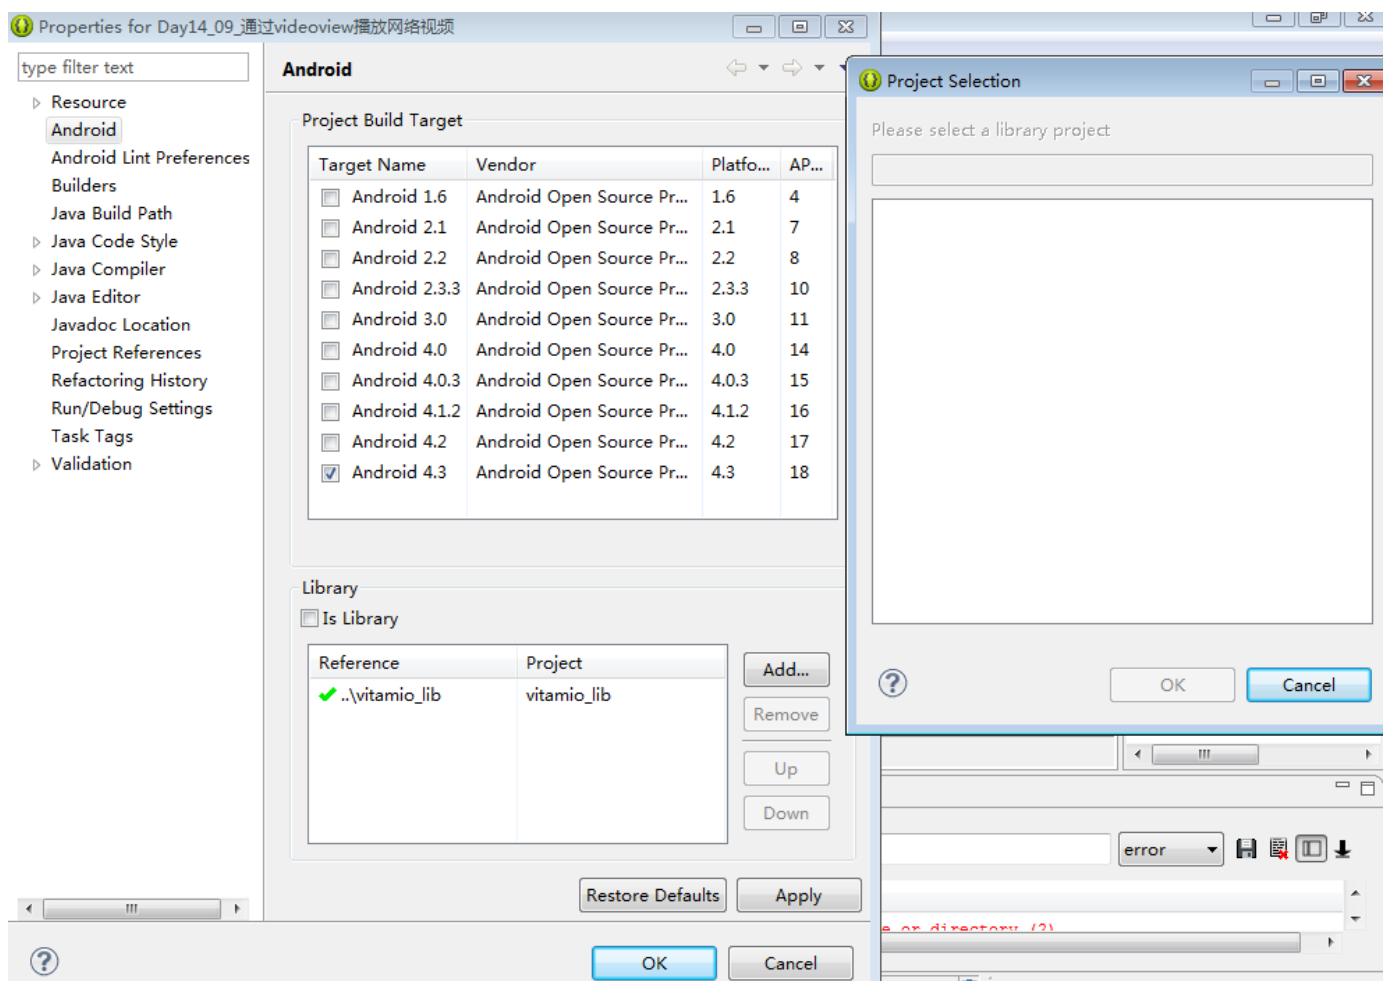 Properties for Day14_09_通过videoview播放网络视频
type filter text
Resource
Android
Android Lint Preferences
Builders
Java Build Path
Java Code Style
Java Compiler
Java Editor
Javadoc Location
Project References
Refactoring History
Run/Debug Settings
Task Tags
Validation
Android
Project Build Target
Target Name Vendor Platfo... AP...
Android 1.6 Android Open Source Pr... 1.6 4
Android 2.1 Android Open Source Pr... 2.1 7
Android 2.2 Android Open Source Pr... 2.2 8
Android 2.3.3 Android Open Source Pr... 2.3.3 10
Android 3.0 Android Open Source Pr... 3.0 11
Android 4.0 Android Open Source Pr... 4.0 14
Android 4.0.3 Android Open Source Pr... 4.0.3 15
Android 4.1.2 Android Open Source Pr... 4.1.2 16
Android 4.2 Android Open Source Pr... 4.2 17
Android 4.3 Android Open Source Pr... 4.3 18
Library
Is Library
Reference Project
..\vitamio_lib vitamio_lib
Add...
Remove
Up
Down
Restore Defaults Apply
OK Cancel
Project Selection
Please select a library project
OK Cancel
error
e or directory (2)